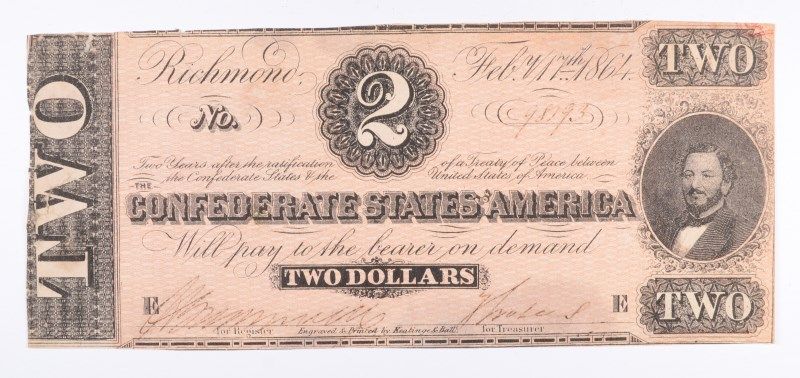 TWO
Richmond,
2
Feb,y 17th 1864.
TWO
No.
98193
Two Years after the ratification
of a Treaty of Peace between
the Confederate States & the
United States of America
THE
CONFEDERATE STATES AMERICA
Will pay to the bearer on demand
TWO DOLLARS
E
E
for Register
Engraved & Printed by Keatinge & Ball
for Treasurer
TWO